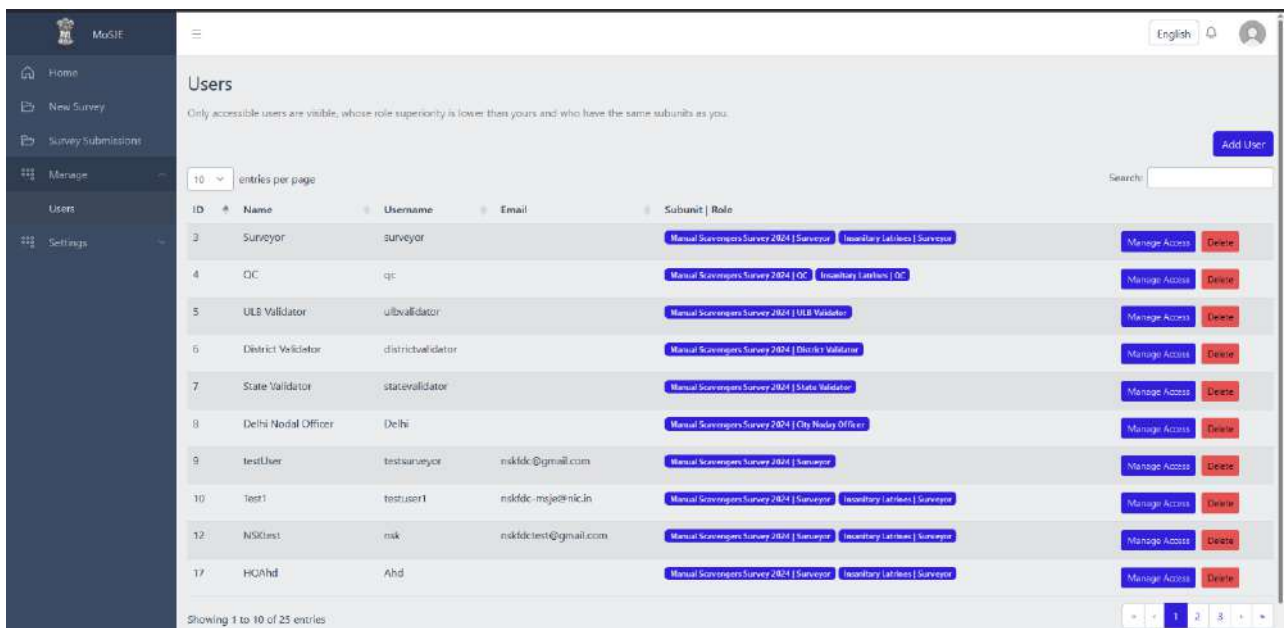 MoSJE
English
Home
New Survey
Survey Submissions
Manage
Users
Settings
Users
Only accessible users are visible, whose role superiority is lower than yours and who have the same subunits as you.
Add User
10 entries per page
Search:
ID Name Username Email Subunit | Role
3 Surveyor surveyor Manual Scavengers Survey 2024 | Surveyor Insanitary Latrines | Surveyor Manage Access Delete
4 QC qc Manual Scavengers Survey 2024 | QC Insanitary Latrines | QC Manage Access Delete
5 ULB Validator ulbvalidator Manual Scavengers Survey 2024 | ULB Validator Manage Access Delete
6 District Validator districtvalidator Manual Scavengers Survey 2024 | District Validator Manage Access Delete
7 State Validator statevalidator Manual Scavengers Survey 2024 | State Validator Manage Access Delete
8 Delhi Nodal Officer Delhi Manual Scavengers Survey 2024 | City Noday Officer Manage Access Delete
9 testUser testsurveyor nskfdc@gmail.com Manual Scavengers Survey 2024 | Surveyor Manage Access Delete
10 Test1 testuser1 nskfdc-msje@nic.in Manual Scavengers Survey 2024 | Surveyor Insanitary Latrines | Surveyor Manage Access Delete
12 NSKtest nsk nskfdctest@gmail.com Manual Scavengers Survey 2024 | Surveyor Insanitary Latrines | Surveyor Manage Access Delete
17 HOAhd Ahd Manual Scavengers Survey 2024 | Surveyor Insanitary Latrines | Surveyor Manage Access Delete
Showing 1 to 10 of 25 entries
« ‹ 1 2 3 › »